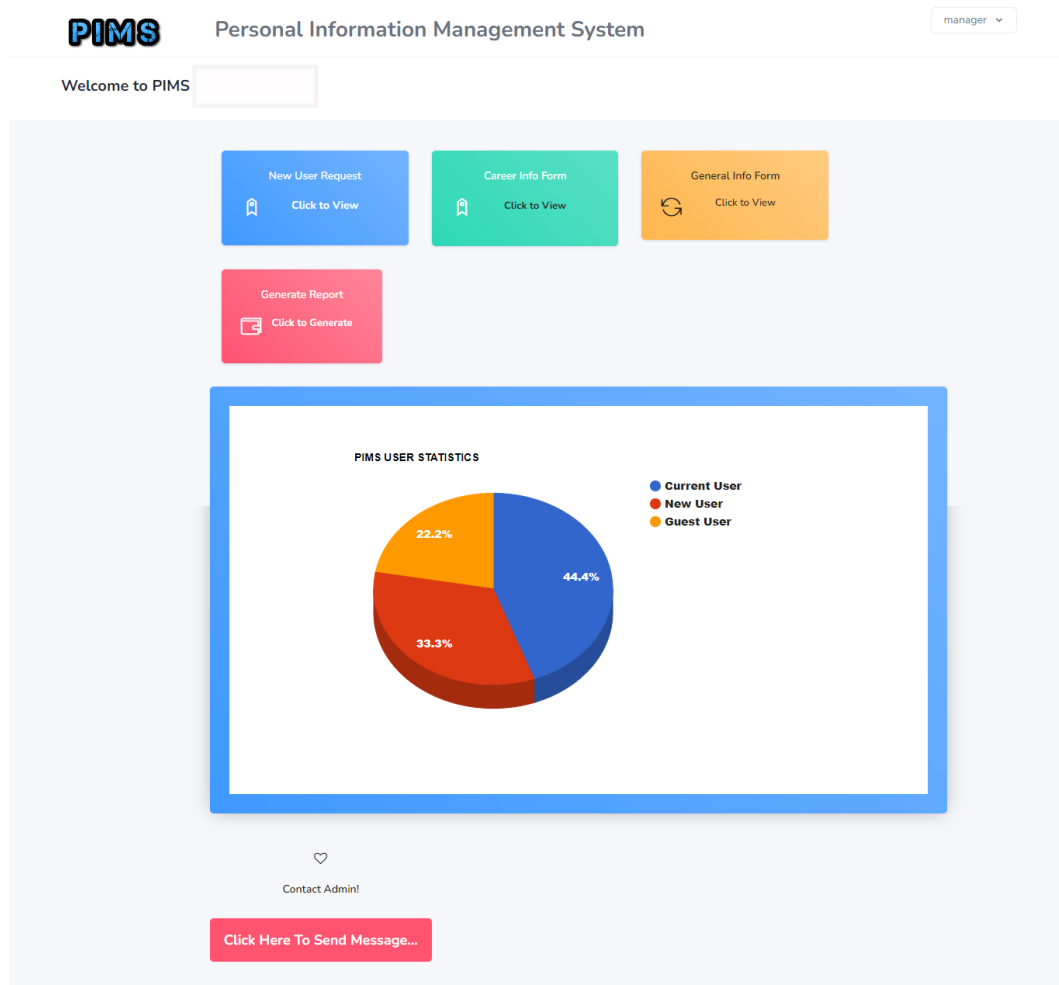 PIMS
Personal Information Management System
manager
Welcome to PIMS
New User Request
Click to View
Career Info Form
Click to View
General Info Form
Click to View
Generate Report
Click to Generate
PIMS USER STATISTICS
Current User
New User
Guest User
22.2%
44.4%
33.3%
Contact Admin!
Click Here To Send Message...